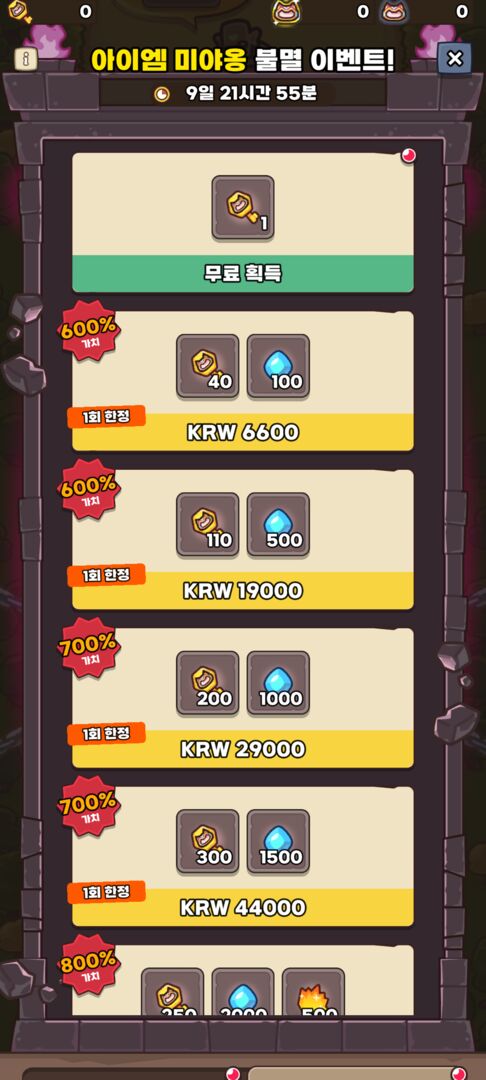 0
0
0
아이엠 미야옹 불멸 이벤트!
9일 21시간 55분
1
무료 획득
600%
가치
40
100
1회 한정
KRW 6600
600%
가치
110
500
1회 한정
KRW 19000
700%
가치
200
1000
1회 한정
KRW 29000
700%
가치
300
1500
1회 한정
KRW 44000
800%
가치